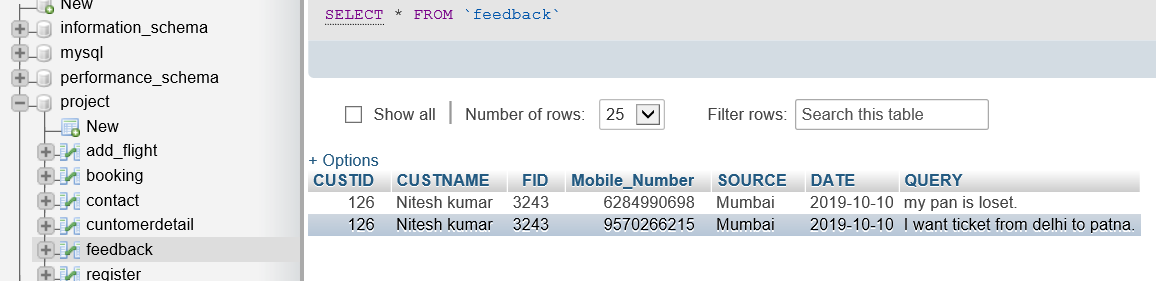 New
information_schema
mysql
performance_schema
project
New
add_flight
booking
contact
cuntomerdetail
feedback
register
SELECT * FROM `feedback`
Show all | Number of rows: 25 Filter rows: Search this table
+ Options
CUSTID CUSTNAME FID Mobile_Number SOURCE DATE QUERY
126 Nitesh kumar 3243 6284990698 Mumbai 2019-10-10 my pan is loset.
126 Nitesh kumar 3243 9570266215 Mumbai 2019-10-10 I want ticket from delhi to patna.